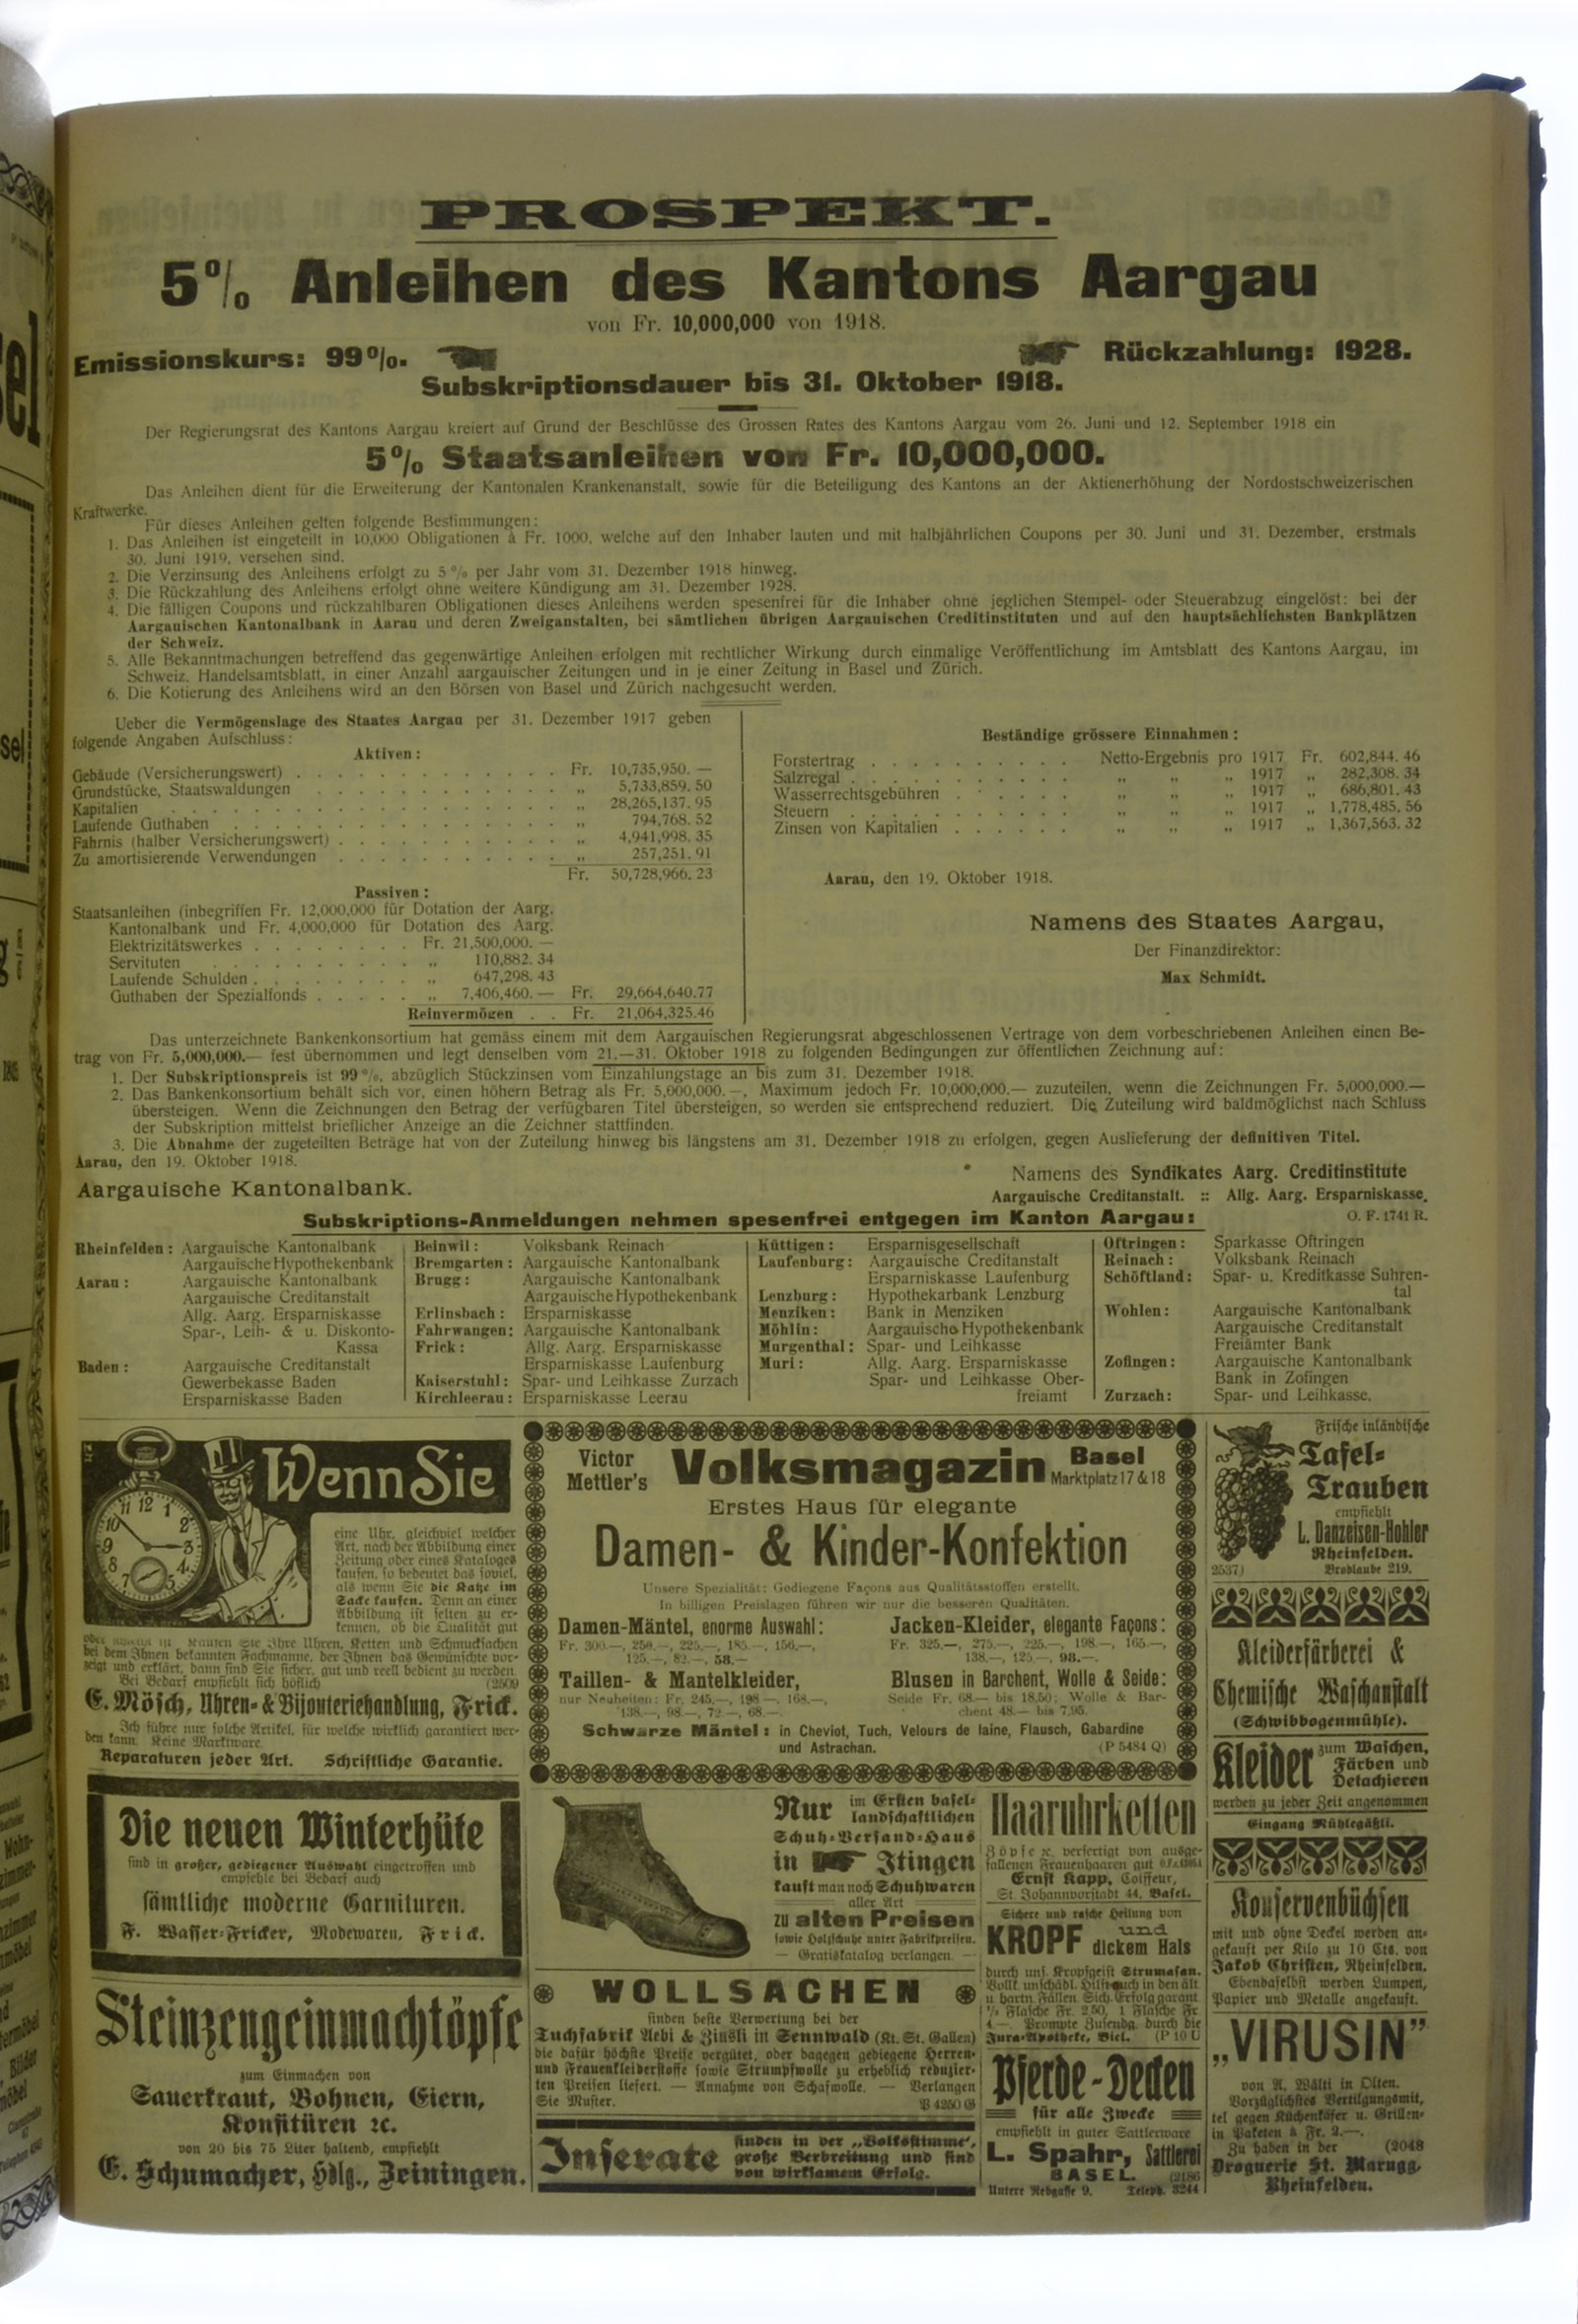 PROSPEKT.
5% Anleihen des Kantons Aargau
von Fr. 10,000,000 von 1918.
Emissionskurs: 99%.
Rückzahlung: 1928.
Subskriptionsdauer bis 31. Oktober 1918.
Der Regierungsrat des Kantons Aargau kreiert auf Grund der Beschlüsse des Grossen Rates des Kantons Aargau vom 26. Juni und 12. September 1918 ein
5% Staatsanleihen von Fr. 10,000,000.
Das Anleihen dient für die Erweiterung der Kantonalen Krankenanstalt, sowie für die Beteiligung des Kantons an der Aktienerhöhung der Nordostschweizerischen
Kraftwerke.
Für dieses Anleihen gelten folgende Bestimmungen:
1. Das Anleihen ist eingeteilt in 10,000 Obligationen à Fr. 1000, welche auf den Inhaber lauten und mit halbjährlichen Coupons per 30. Juni und 31. Dezember, erstmals
30. Juni 1919, versehen sind.
2. Die Verzinsung des Anleihens erfolgt zu 5% per Jahr vom 31. Dezember 1918 hinweg.
3. Die Rückzahlung des Anleihens erfolgt ohne weitere Kündigung am 31. Dezember 1928.
4. Die fälligen Coupons und rückzahlbaren Obligationen dieses Anleihens werden spesenfrei für die Inhaber ohne jeglichen Stempel- oder Steuerabzug eingelöst: bei der
Aargauischen Kantonalbank in Aarau und deren Zweiganstalten, bei sämtlichen übrigen Aargauischen Creditinstituten und auf den hauptsächlichsten Bankplätzen
der Schweiz.
5. Alle Bekanntmachungen betreffend das gegenwärtige Anleihen erfolgen mit rechtlicher Wirkung durch einmalige Veröffentlichung im Amtsblatt des Kantons Aargau, im
Schweiz. Handelsamtsblatt, in einer Anzahl aargauischer Zeitungen und in je einer Zeitung in Basel und Zürich.
6. Die Kotierung des Anleihens wird an den Börsen von Basel und Zürich nachgesucht werden.
Ueber die Vermögenslage des Staates Aargau per 31. Dezember 1917 geben
folgende Angaben Aufschluss:
Aktiven:
Gebäude (Versicherungswert) Fr. 10,735,950.—
Grundstücke, Staatswaldungen „ 5,733,859.50
Kapitalien „ 28,265,137.95
Laufende Guthaben „ 794,768.52
Fahrnis (halber Versicherungswert) „ 4,941,998.35
Zu amortisierende Verwendungen „ 257,251.91
Fr. 50,728,966.23
Passiven:
Staatsanleihen (inbegriffen Fr. 12,000,000 für Dotation der Aarg.
Kantonalbank und Fr. 4,000,000 für Dotation des Aarg.
Elektrizitätswerkes Fr. 21,500,000.—
Servituten „ 110,882.34
Laufende Schulden „ 647,298.43
Guthaben der Spezialfonds „ 7,406,460.— Fr. 29,664,640.77
Reinvermögen Fr. 21,064,325.46
Beständige grössere Einnahmen:
Forstertrag Netto-Ergebnis pro 1917 Fr. 602,844.46
Salzregal „ „ „ 1917 „ 282,308.34
Wasserrechtsgebühren „ „ „ 1917 „ 686,801.43
Steuern „ „ „ 1917 „ 1,778,485.56
Zinsen von Kapitalien „ „ „ 1917 „ 1,367,563.32
Aarau, den 19. Oktober 1918.
Namens des Staates Aargau,
Der Finanzdirektor:
Max Schmidt.
Das unterzeichnete Bankenkonsortium hat gemäss einem mit dem Aargauischen Regierungsrat abgeschlossenen Vertrage von dem vorbeschriebenen Anleihen einen Be-
trag von Fr. 5,000,000.— fest übernommen und legt denselben vom 21.—31. Oktober 1918 zu folgenden Bedingungen zur öffentlichen Zeichnung auf:
1. Der Subskriptionspreis ist 99%, abzüglich Stückzinsen vom Einzahlungstage an bis zum 31. Dezember 1918.
2. Das Bankenkonsortium behält sich vor, einen höhern Betrag als Fr. 5,000,000.—, Maximum jedoch Fr. 10,000,000.— zuzuteilen, wenn die Zeichnungen Fr. 5,000,000.—
übersteigen. Wenn die Zeichnungen den Betrag der verfügbaren Titel übersteigen, so werden sie entsprechend reduziert. Die Zuteilung wird baldmöglichst nach Schluss
der Subskription mittelst brieflicher Anzeige an die Zeichner stattfinden.
3. Die Abnahme der zugeteilten Beträge hat von der Zuteilung hinweg bis längstens am 31. Dezember 1918 zu erfolgen, gegen Auslieferung der definitiven Titel.
Aarau, den 19. Oktober 1918.
Aargauische Kantonalbank.
Namens des Syndikates Aarg. Creditinstitute
Aargauische Creditanstalt. :: Allg. Aarg. Ersparniskasse.
Subskriptions-Anmeldungen nehmen spesenfrei entgegen im Kanton Aargau:
O. F. 1741 R.
Rheinfelden: Aargauische Kantonalbank
Aargauische Hypothekenbank
Aarau: Aargauische Kantonalbank
Aargauische Creditanstalt
Allg. Aarg. Ersparniskasse
Spar-, Leih- & u. Diskonto-
Kassa
Baden: Aargauische Creditanstalt
Gewerbekasse Baden
Ersparniskasse Baden
Beinwil: Volksbank Reinach
Bremgarten: Aargauische Kantonalbank
Brugg: Aargauische Kantonalbank
Aargauische Hypothekenbank
Erlinsbach: Ersparniskasse
Fahrwangen: Aargauische Kantonalbank
Frick: Allg. Aarg. Ersparniskasse
Ersparniskasse Laufenburg
Kaiserstuhl: Spar- und Leihkasse Zurzach
Kirchleerau: Ersparniskasse Leerau
Küttigen: Ersparnisgesellschaft
Laufenburg: Aargauische Creditanstalt
Ersparniskasse Laufenburg
Lenzburg: Hypothekarbank Lenzburg
Menziken: Bank in Menziken
Möhlin: Aargauische Hypothekenbank
Murgenthal: Spar- und Leihkasse
Muri: Allg. Aarg. Ersparniskasse
Spar- und Leihkasse Ober-
freiamt
Oftringen: Sparkasse Oftringen
Reinach: Volksbank Reinach
Schöftland: Spar- u. Kreditkasse Suhren-
tal
Wohlen: Aargauische Kantonalbank
Aargauische Creditanstalt
Freiämter Bank
Zofingen: Aargauische Kantonalbank
Bank in Zofingen
Zurzach: Spar- und Leihkasse.
Wenn Sie
eine Uhr, gleichviel welcher
Art, nach der Abbildung einer
Zeitung oder eines Kataloges
kaufen, so bedeutet das soviel,
als wenn Sie die Katze im
Sacke kaufen. Denn an einer
Abbildung ist selten zu er-
kennen, ob die Qualität gut
Kaufen Sie Ihre Uhren, Ketten und Schmucksachen
bei dem Ihnen bekannten Fachmanne, der Ihnen das Gewünschte vor-
zeigt und erklärt, dann sind Sie sicher, gut und reell bedient zu werden.
Bei Bedarf empfiehlt sich höflich (2509
E. Mösch, Uhren- & Bijouteriehandlung, Frick.
Ich führe nur solche Artikel, für welche wirklich garantiert wer-
den kann. Keine Marktware.
Reparaturen jeder Art. Schriftliche Garantie.
Die neuen Winterhüte
sind in großer, gediegener Auswahl eingetroffen und
empfehle bei Bedarf auch
sämtliche moderne Garnituren.
F. Wasser-Fricker, Modewaren, Frick.
Steinzeugeinmachtöpfe
zum Einmachen von
Sauerkraut, Bohnen, Eiern,
Konfitüren ꝛc.
von 20 bis 75 Liter haltend, empfiehlt
E. Schumacher, Hdlg., Zeiningen.
Victor
Mettler's
Volksmagazin
Basel
Marktplatz 17 & 18
Erstes Haus für elegante
Damen- & Kinder-Konfektion
Unsere Spezialität: Gediegene Façons aus Qualitätsstoffen erstellt.
In billigen Preislagen führen wir nur die besseren Qualitäten.
Damen-Mäntel, enorme Auswahl:
Fr. 300.—, 250.—, 225.—, 185.—, 150.—,
125.—, 82.—, 58.—
Taillen- & Mantelkleider,
nur Neuheiten: Fr. 245.—, 198.—, 168.—,
138.—, 98.—, 72.—, 68.—.
Jacken-Kleider, elegante Façons:
Fr. 325.—, 275.—, 225.—, 198.—, 165.—,
138.—, 125.—, 98.—.
Blusen in Barchent, Wolle & Seide:
Seide Fr. 68.— bis 18.50; Wolle & Bar-
chent 48.— bis 7.95.
Schwarze Mäntel: in Cheviot, Tuch, Velours de laine, Flausch, Gabardine
und Astrachan. (P 5484 Q)
Nur im Ersten basel-
landschaftlichen
Schuh-Versand-Haus
in Itingen
kauft man noch Schuhwaren
aller Art
zu alten Preisen
sowie Holzschuhe unter Fabrikpreisen.
— Gratiskatalog verlangen. —
WOLLSACHEN
finden beste Verwertung bei der
Tuchfabrik Aebi & Zinsli in Sennwald (Kt. St. Gallen)
die dafür höchste Preise vergütet, oder dagegen gediegene Herren-
und Frauenkleiderstoffe sowie Strumpfwolle zu erheblich reduzier-
ten Preisen liefert. — Annahme von Schafwolle. — Verlangen
Sie Muster. P 4250 G
Inserate
finden in der „Volksstimme",
große Verbreitung und sind
von wirksamem Erfolg.
Haaruhrketten
Zöpfe ꝛc. verfertigt von ausge-
fallenen Frauenhaaren gut
Ernst Kapp, Coiffeur,
St. Johannvorstadt 44, Basel.
Sichere und rasche Heilung von
KROPF und
dickem Hals
durch uns. Kropfgeist Strumasan.
Vollk. unschädl. Hilft auch in den ält.
u. hartn. Fällen. Sich. Erfolg garant.
½ Flasche Fr. 2.50, 1 Flasche Fr.
4.—. Prompte Zusendg. durch die
Jura-Apotheke, Biel. (P 10 U
Pferde-Decken
für alle Zwecke
empfiehlt in guter Sattlerware
L. Spahr, Sattlerei
BASEL. (2186
Untere Rebgasse 9. Teleph. 3244
Frische inländische
Tafel-
Trauben
empfiehlt
L. Danzeisen-Hohler
Rheinfelden.
2537) Brodlaube 219.
Kleiderfärberei &
Chemische Waschanstalt
(Schwibbogenmühle).
Kleider zum Waschen,
Färben und
Detachieren
werden zu jeder Zeit angenommen
Eingang Mühlegäßli.
Konservenbüchsen
mit und ohne Deckel werden an-
gekauft per Kilo zu 10 Cts. von
Jakob Christen, Rheinfelden.
Ebendaselbst werden Lumpen,
Papier und Metalle angekauft.
„VIRUSIN"
von A. Wälti in Olten.
Vorzüglichstes Vertilgungsmit-
tel gegen Küchenkäfer u. Grillen-
in Paketen à Fr. 2.—.
Zu haben in der (2048
Droguerie St. Marugg,
Rheinfelden.